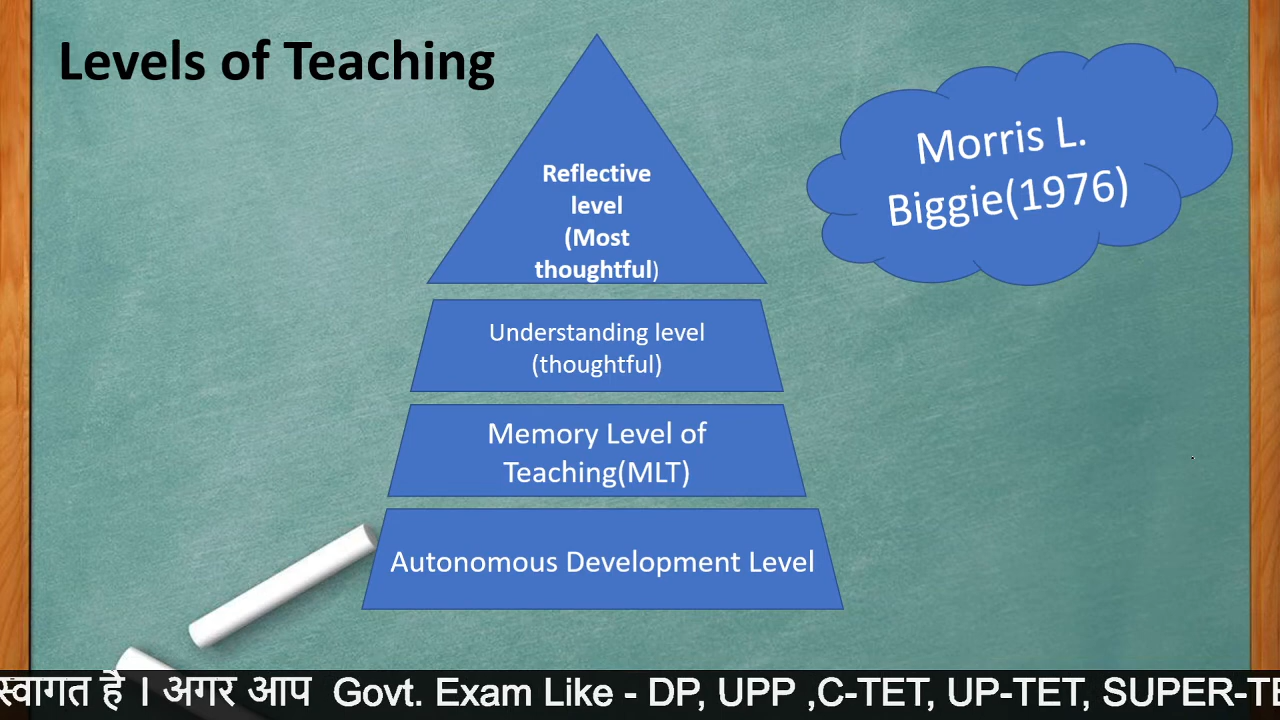 Levels of Teaching
Morris L.
Biggie(1976)
Reflective
level
(Most
thoughtful)
Understanding level
(thoughtful)
Memory Level of
Teaching(MLT)
Autonomous Development Level
स्वागत है । अगर आप Govt. Exam Like - DP, UPP ,C-TET, UP-TET, SUPER-TE